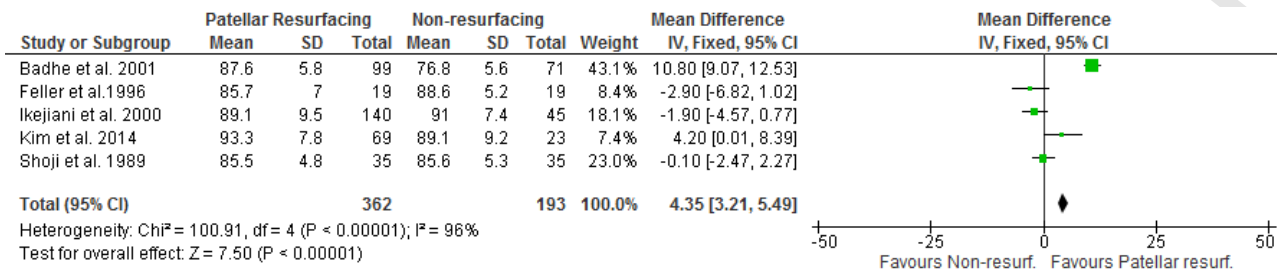 Patellar Resurfacing Non-resurfacing Mean Difference Mean Difference
Study or Subgroup Mean SD Total Mean SD Total Weight IV, Fixed, 95% CI IV, Fixed, 95% CI
Badhe et al. 2001 87.6 5.8 99 76.8 5.6 71 43.1% 10.80 [9.07, 12.53]
Feller et al.1996 85.7 7 19 88.6 5.2 19 8.4% -2.90 [-6.82, 1.02]
Ikejiani et al. 2000 89.1 9.5 140 91 7.4 45 18.1% -1.90 [-4.57, 0.77]
Kim et al. 2014 93.3 7.8 69 89.1 9.2 23 7.4% 4.20 [0.01, 8.39]
Shoji et al. 1989 85.5 4.8 35 85.6 5.3 35 23.0% -0.10 [-2.47, 2.27]
Total (95% CI) 362 193 100.0% 4.35 [3.21, 5.49]
Heterogeneity: Chi² = 100.91, df = 4 (P < 0.00001); I² = 96%
Test for overall effect: Z = 7.50 (P < 0.00001)
-50 -25 0 25 50
Favours Non-resurf. Favours Patellar resurf.